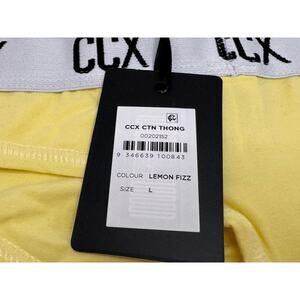 CCX
CCX
CCX CTN THONG
00202152
9 346639 100843
COLOUR LEMON FIZZ
SIZE L